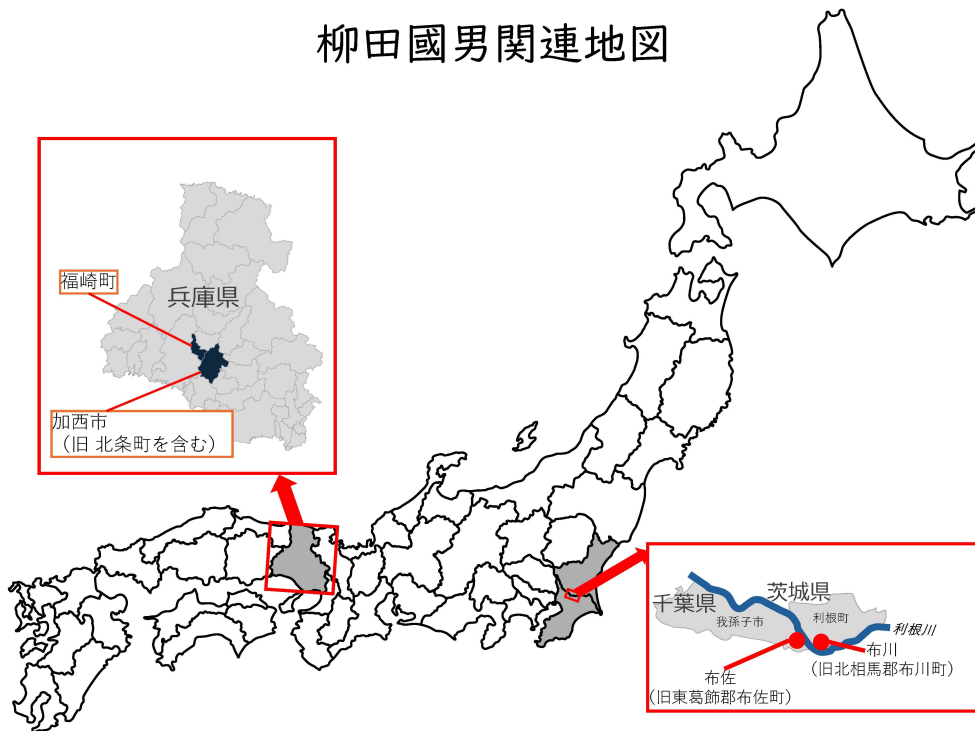 柳田國男関連地図
福崎町
兵庫県
加西市
（旧 北条町を含む）
千葉県
茨城県
我孫子市
利根町
利根川
布川
（旧北相馬郡布川町）
布佐
（旧東葛飾郡布佐町）